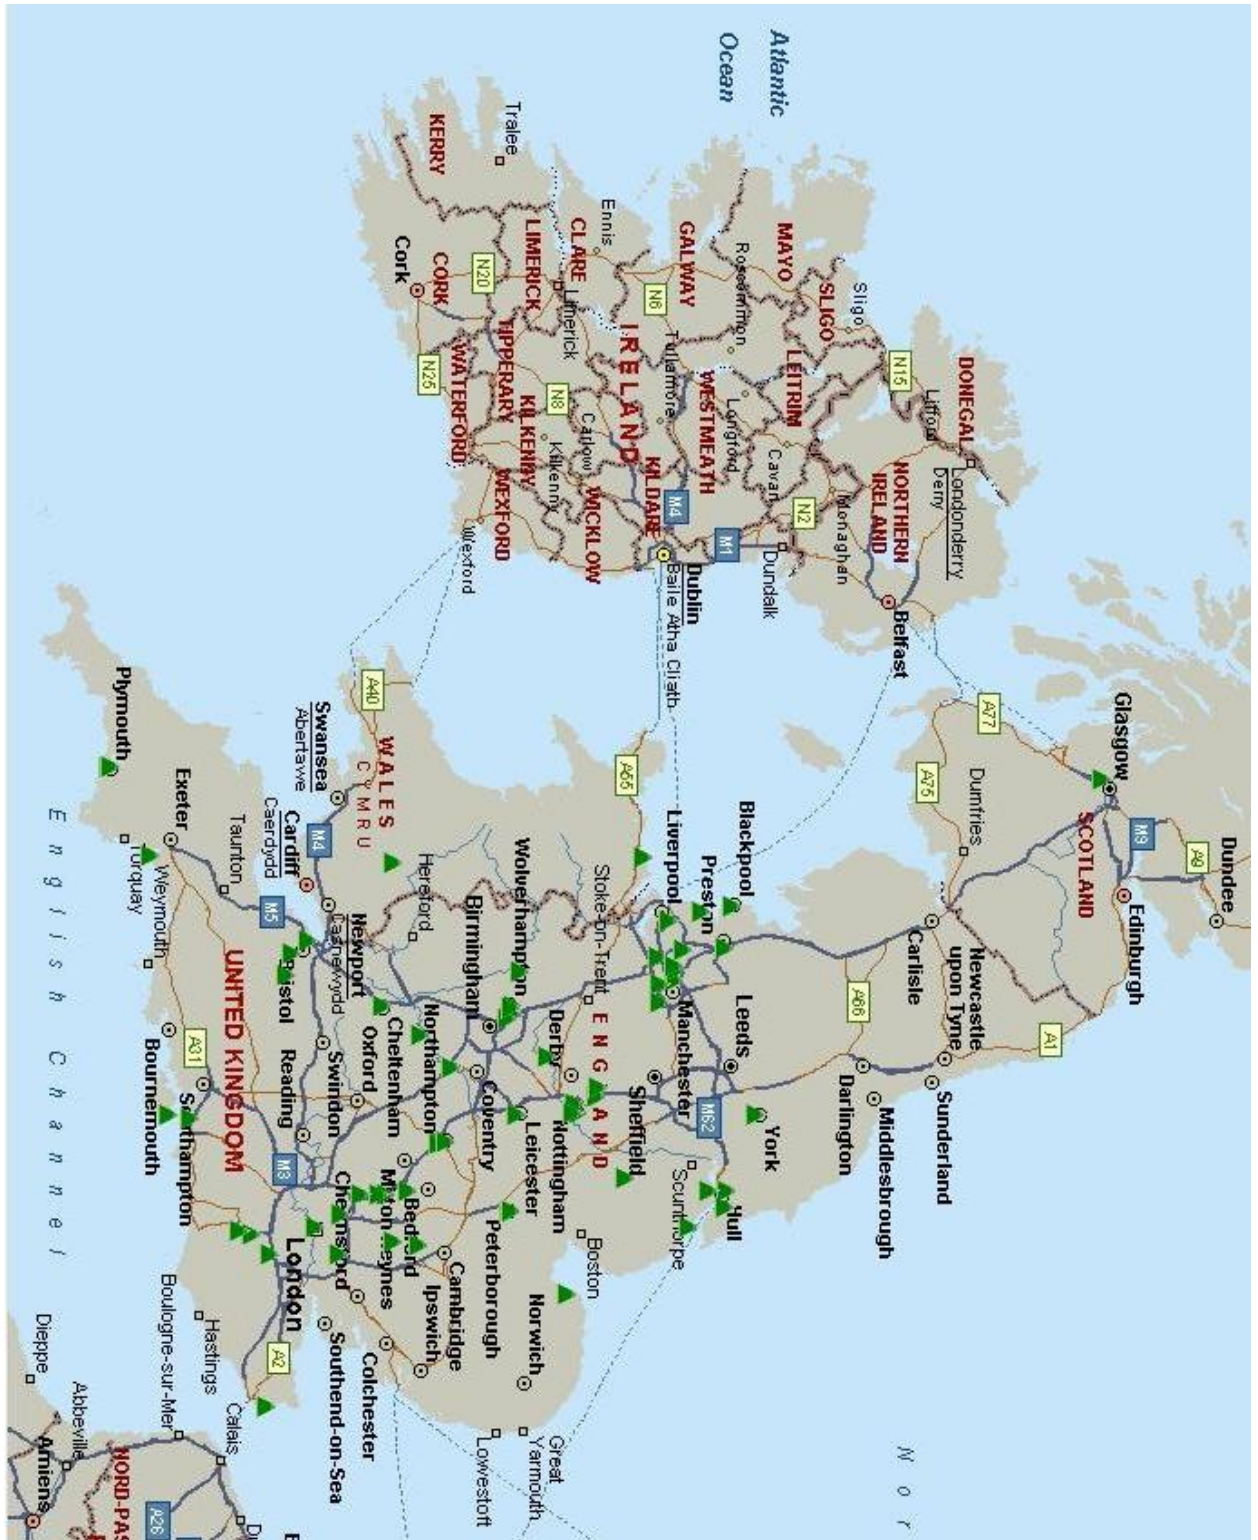 Atlantic
Ocean
Tralee
KERRY
Ennis
CLARE
LIMERICK
Limerick
N20
CORK
Cork
GALWAY
N6
MAYO
Roscommon
SLIGO
Sligo
LEITRIM
N15
DONEGAL
Lifford
Londonderry
Derry
NORTHERN
IRELAND
IRELAND
Tullamore
WESTMEATH
Longford
Cavan
Monaghan
N2
M1
M4
Dundalk
TIPPERARY
WATERFORD
N25
N8
KILKENNY
Kilkenny
Carlow
KILDARE
WICKLOW
WEXFORD
Wexford
Dublin
Baile Atha Cliath
Belfast
A77
A75
Glasgow
SCOTLAND
M9
A9
Dundee
Edinburgh
Dumfries
Carlisle
Newcastle
upon Tyne
A1
A66
Sunderland
Middlesbrough
Darlington
A40
WALES
CYMRU
Swansea
Abertawe
M4
Cardiff
Caerdydd
Newport
Casnewydd
Hereford
A55
Liverpool
Preston
Blackpool
Manchester
Leeds
M62
York
Hull
Scunthorpe
Sheffield
Stoke-on-Trent
ENGLAND
Derby
Nottingham
Boston
Wolverhampton
Birmingham
Coventry
Leicester
Peterborough
Norwich
Great
Yarmouth
Lowestoft
Northampton
Cheltenham
Oxford
Swindon
Reading
Bristol
Bedford
Milton Keynes
Cambridge
Ipswich
Chelmsford
Colchester
Southend-on-Sea
London
A2
M3
M5
Plymouth
Exeter
Taunton
Torquay
Weymouth
UNITED KINGDOM
A31
Bournemouth
Southampton
Hastings
English Channel
Boulogne-sur-Mer
Calais
Dieppe
Abbeville
Amiens
NORD-PAS
A26
Nor